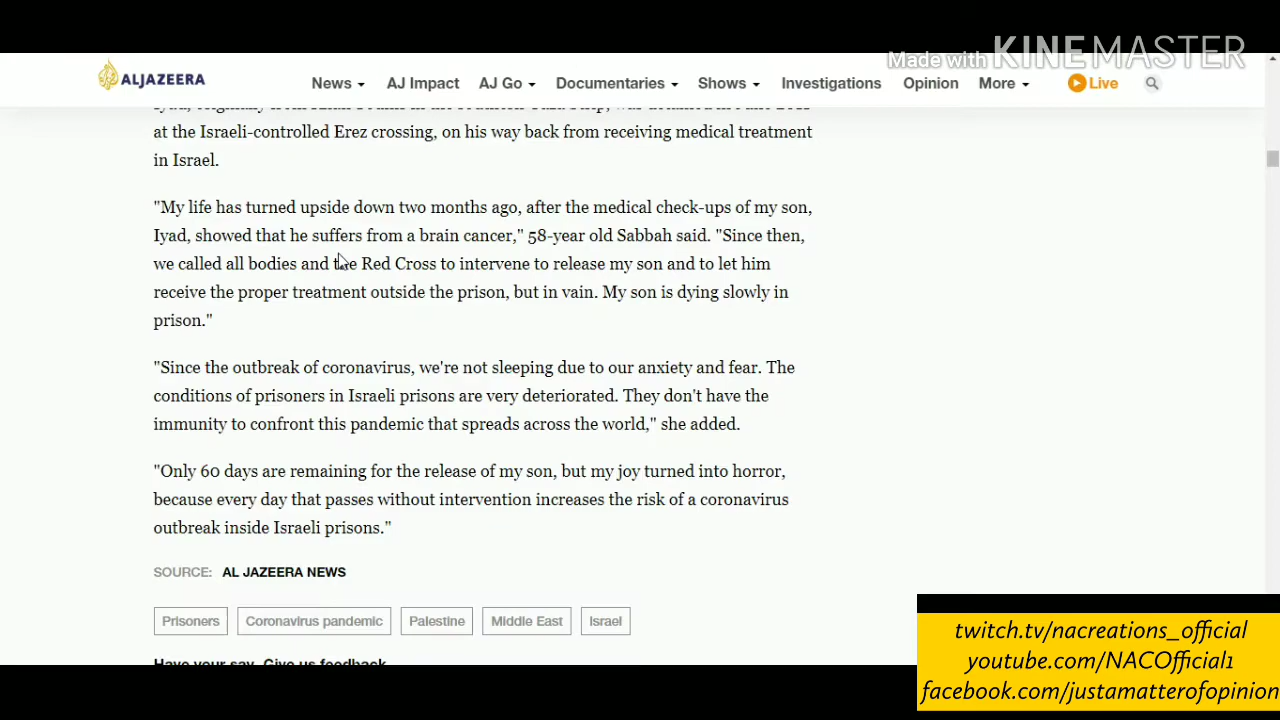 Made with KINEMASTER
ALJAZEERA
News AJ Impact AJ Go Documentaries Shows Investigations Opinion More Live
at the Israeli-controlled Erez crossing, on his way back from receiving medical treatment
in Israel.
"My life has turned upside down two months ago, after the medical check-ups of my son,
Iyad, showed that he suffers from a brain cancer," 58-year old Sabbah said. "Since then,
we called all bodies and the Red Cross to intervene to release my son and to let him
receive the proper treatment outside the prison, but in vain. My son is dying slowly in
prison."
"Since the outbreak of coronavirus, we're not sleeping due to our anxiety and fear. The
conditions of prisoners in Israeli prisons are very deteriorated. They don't have the
immunity to confront this pandemic that spreads across the world," she added.
"Only 60 days are remaining for the release of my son, but my joy turned into horror,
because every day that passes without intervention increases the risk of a coronavirus
outbreak inside Israeli prisons."
SOURCE: AL JAZEERA NEWS
Prisoners Coronavirus pandemic Palestine Middle East Israel
Have your say. Give us feedback
twitch.tv/nacreations_official
youtube.com/NACOfficial1
facebook.com/justamatterofopinion